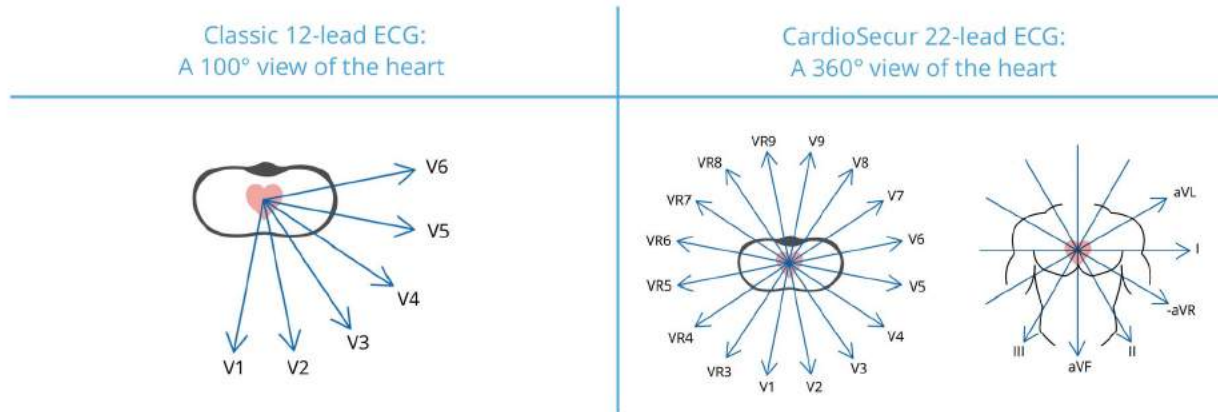 Classic 12-lead ECG:
A 100° view of the heart
CardioSecur 22-lead ECG:
A 360° view of the heart
V6
V5
V4
V3
V2
V1
VR9
V9
VR8
V8
VR7
V7
VR6
V6
VR5
V5
VR4
V4
VR3
V1
V2
V3
aVL
I
-aVR
III
aVF
II